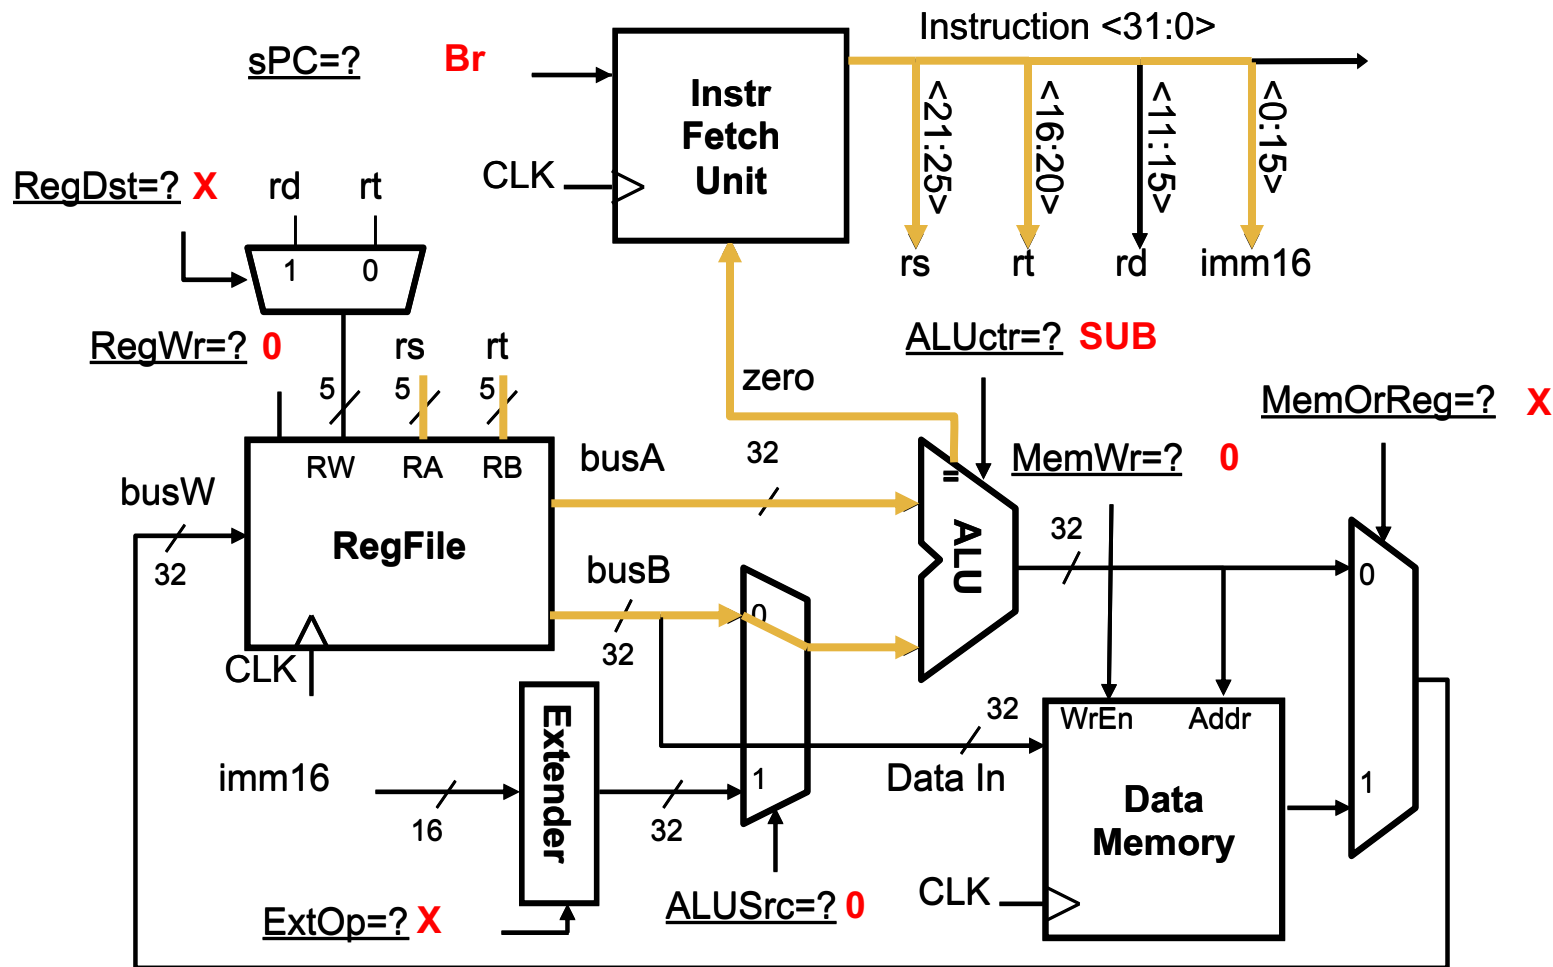 Instruction <31:0>
sPC=? Br
Instr
Fetch
Unit
<21:25>
<16:20>
<11:15>
<0:15>
CLK
RegDst=? X
rd
rt
1
0
rs
rt
rd
imm16
RegWr=? 0
rs
rt
5
5
5
ALUctr=? SUB
zero
MemOrReg=? X
RW
RA
RB
busA
32
=
MemWr=? 0
busW
32
RegFile
ALU
32
busB
32
0
0
CLK
32
WrEn
Addr
imm16
16
Extender
32
1
Data In
1
Data
Memory
CLK
ExtOp=? X
ALUSrc=? 0